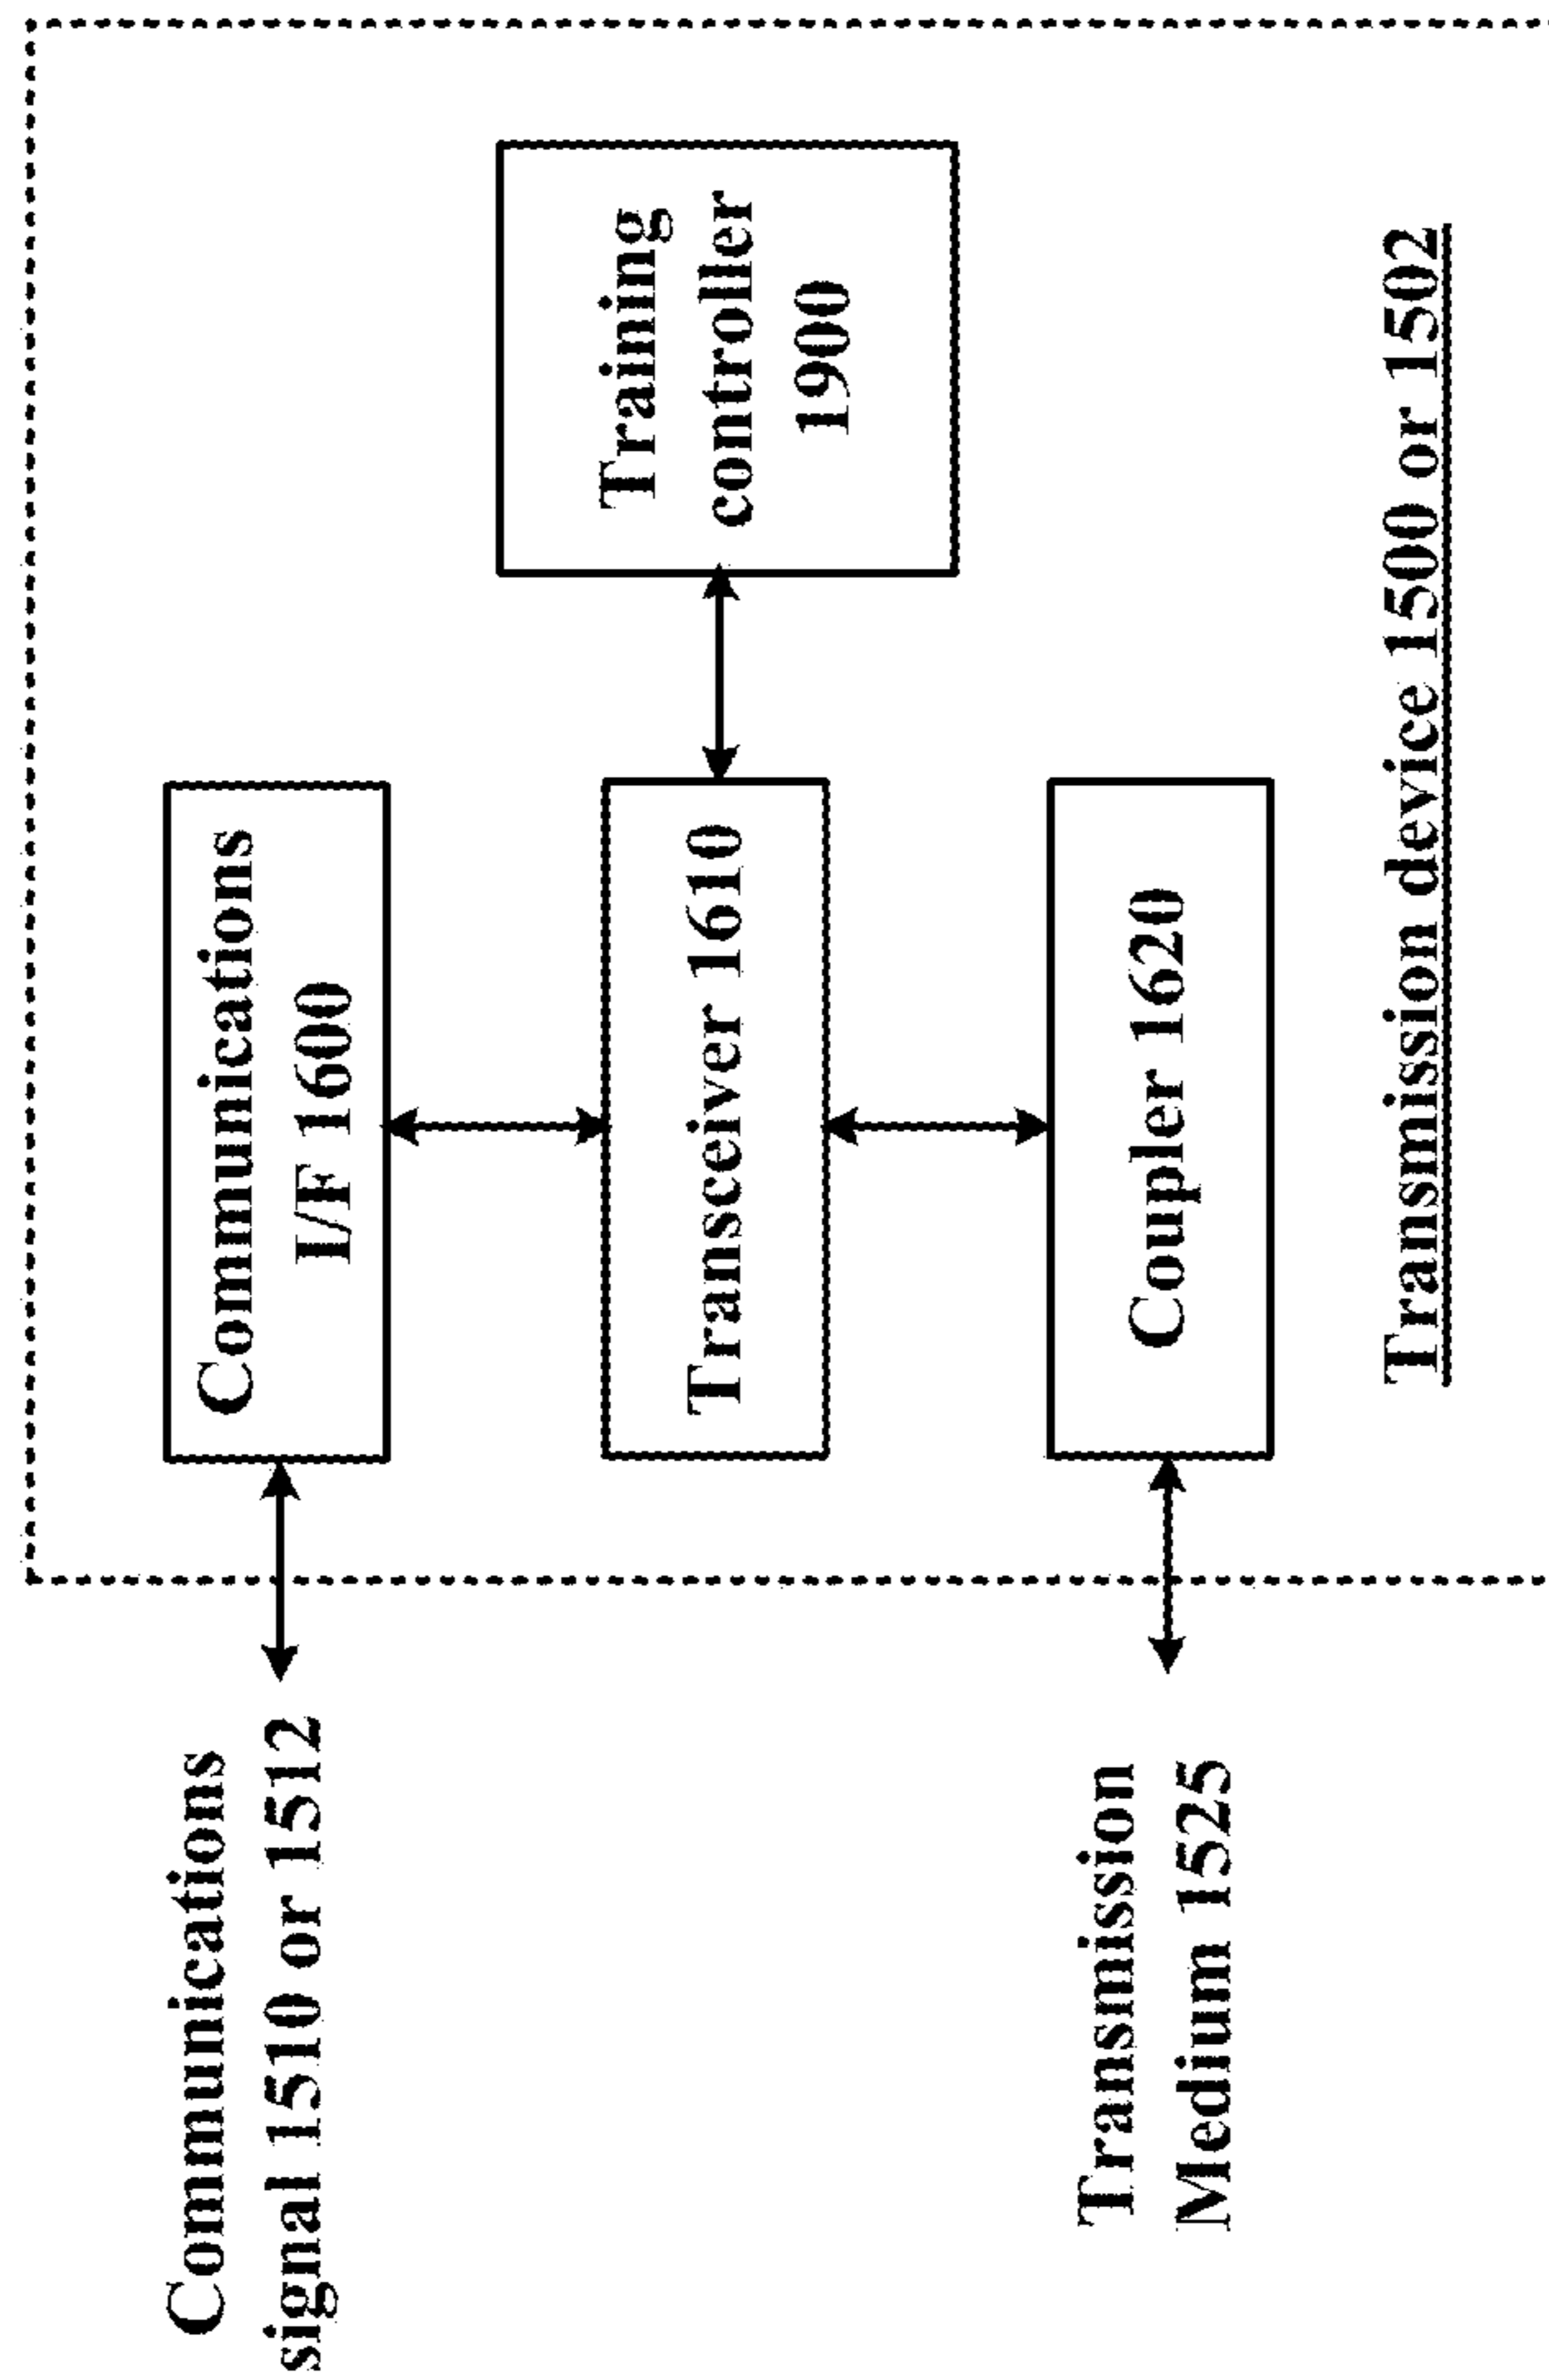 Communications
signal 1510 or 1512
Communications
I/F 1600
Transceiver 1610
Training
controller
1900
Transmission
Medium 1525
Coupler 1620
Transmission device 1500 or 1502